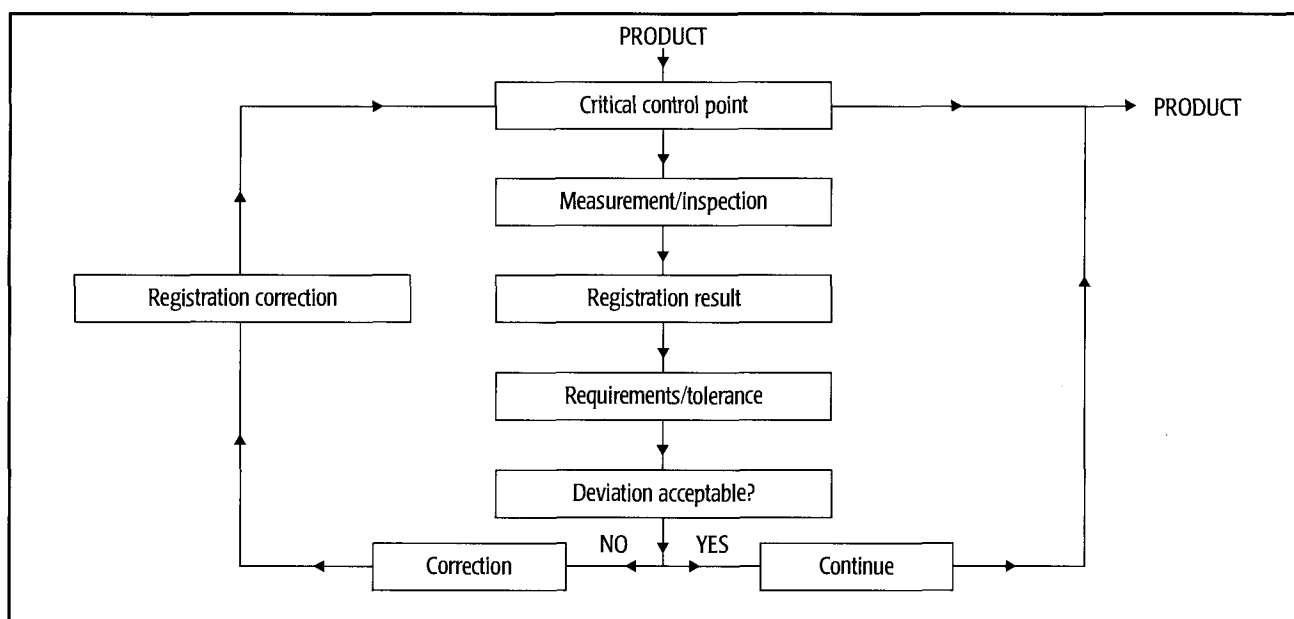 PRODUCT
Critical control point
PRODUCT
Measurement/inspection
Registration correction
Registration result
Requirements/tolerance
Deviation acceptable?
NO
YES
Correction
Continue